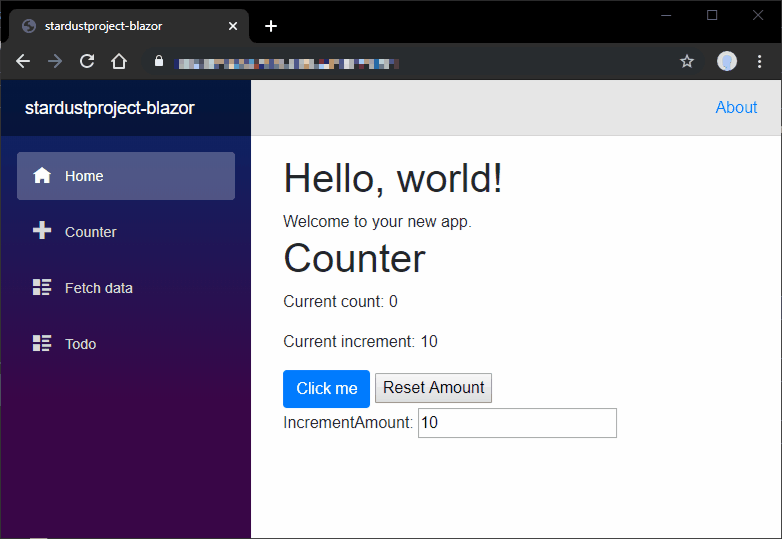 stardustproject-blazor
stardustproject-blazor
About
Home
Counter
Fetch data
Todo
Hello, world!
Welcome to your new app.
Counter
Current count: 0
Current increment: 10
Click me Reset Amount
IncrementAmount: 10